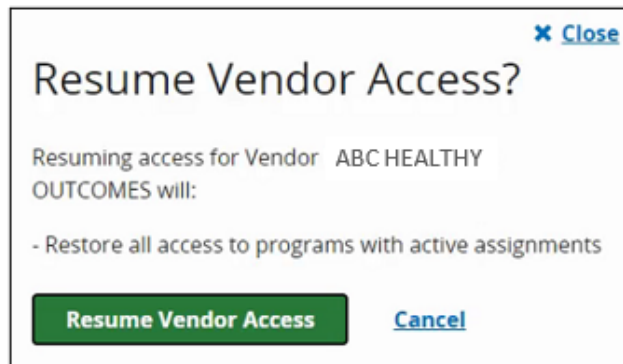 ✖ Close
Resume Vendor Access?
Resuming access for Vendor ABC HEALTHY
OUTCOMES will:
- Restore all access to programs with active assignments
Resume Vendor Access Cancel